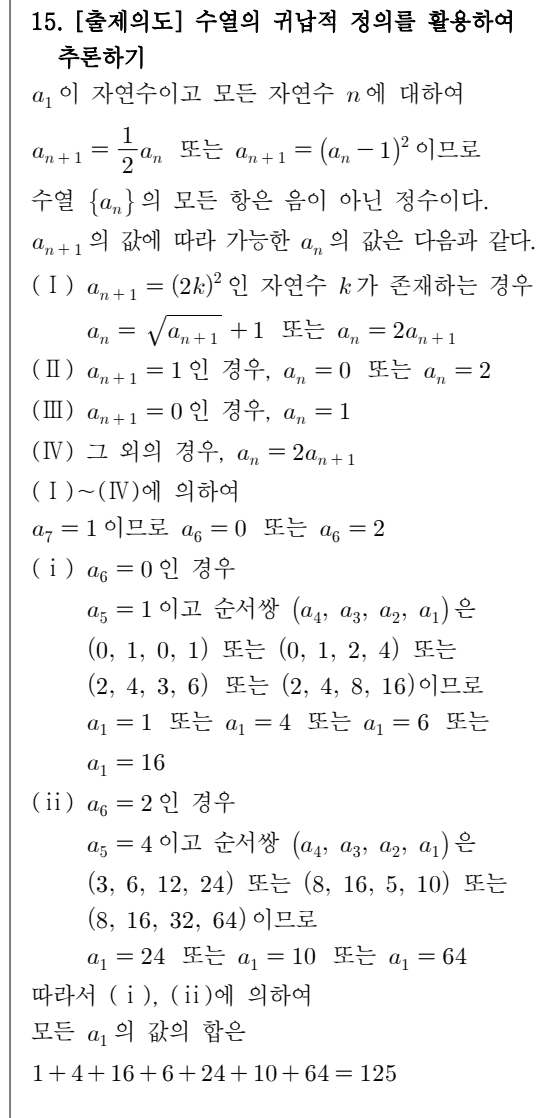 15. [출제의도] 수열의 귀납적 정의를 활용하여
추론하기
a₁이 자연수이고 모든 자연수 n에 대하여
aₙ₊₁ = 1/2 aₙ 또는 aₙ₊₁ = (aₙ − 1)² 이므로
수열 {aₙ}의 모든 항은 음이 아닌 정수이다.
aₙ₊₁의 값에 따라 가능한 aₙ의 값은 다음과 같다.
(Ⅰ) aₙ₊₁ = (2k)²인 자연수 k가 존재하는 경우
aₙ = √aₙ₊₁ + 1 또는 aₙ = 2aₙ₊₁
(Ⅱ) aₙ₊₁ = 1인 경우, aₙ = 0 또는 aₙ = 2
(Ⅲ) aₙ₊₁ = 0인 경우, aₙ = 1
(Ⅳ) 그 외의 경우, aₙ = 2aₙ₊₁
(Ⅰ)~(Ⅳ)에 의하여
a₇ = 1이므로 a₆ = 0 또는 a₆ = 2
(ⅰ) a₆ = 0인 경우
a₅ = 1이고 순서쌍 (a₄, a₃, a₂, a₁)은
(0, 1, 0, 1) 또는 (0, 1, 2, 4) 또는
(2, 4, 3, 6) 또는 (2, 4, 8, 16)이므로
a₁ = 1 또는 a₁ = 4 또는 a₁ = 6 또는
a₁ = 16
(ⅱ) a₆ = 2인 경우
a₅ = 4이고 순서쌍 (a₄, a₃, a₂, a₁)은
(3, 6, 12, 24) 또는 (8, 16, 5, 10) 또는
(8, 16, 32, 64)이므로
a₁ = 24 또는 a₁ = 10 또는 a₁ = 64
따라서 (ⅰ), (ⅱ)에 의하여
모든 a₁의 값의 합은
1 + 4 + 16 + 6 + 24 + 10 + 64 = 125